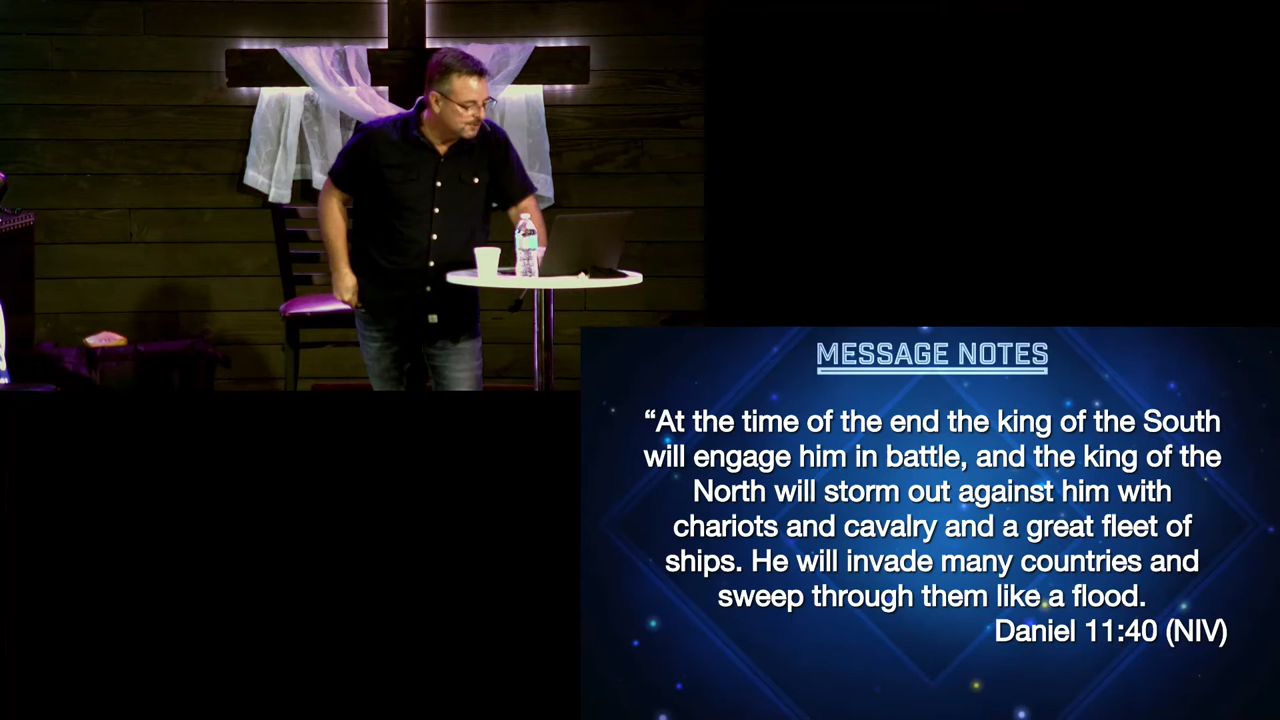 MESSAGE NOTES
“At the time of the end the king of the South
will engage him in battle, and the king of the
North will storm out against him with
chariots and cavalry and a great fleet of
ships. He will invade many countries and
sweep through them like a flood.
Daniel 11:40 (NIV)